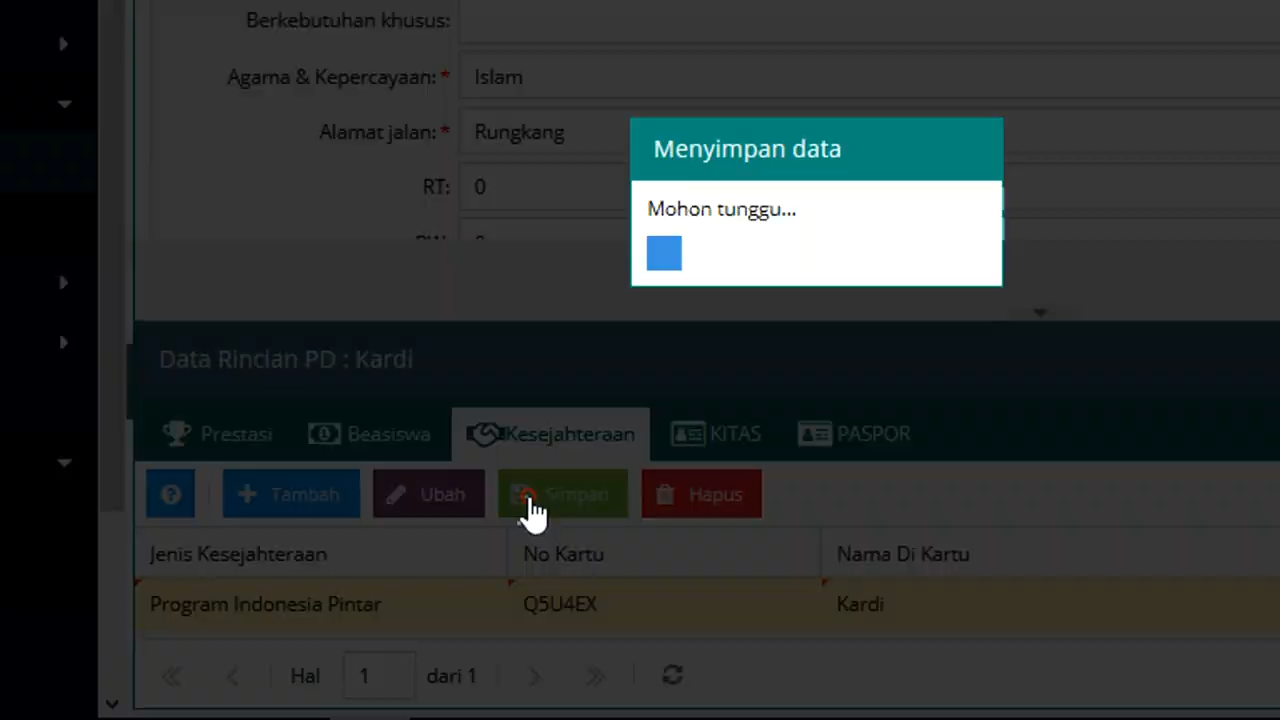 Berkebutuhan khusus:
Agama & Kepercayaan: * Islam
Alamat jalan: * Rungkang
RT: 0
Menyimpan data
Mohon tunggu...
Data Rincian PD : Kardi
Prestasi Beasiswa Kesejahteraan KITAS PASPOR
Tambah Ubah Simpan Hapus
Jenis Kesejahteraan No Kartu Nama Di Kartu
Program Indonesia Pintar Q5U4EX Kardi
Hal 1 dari 1